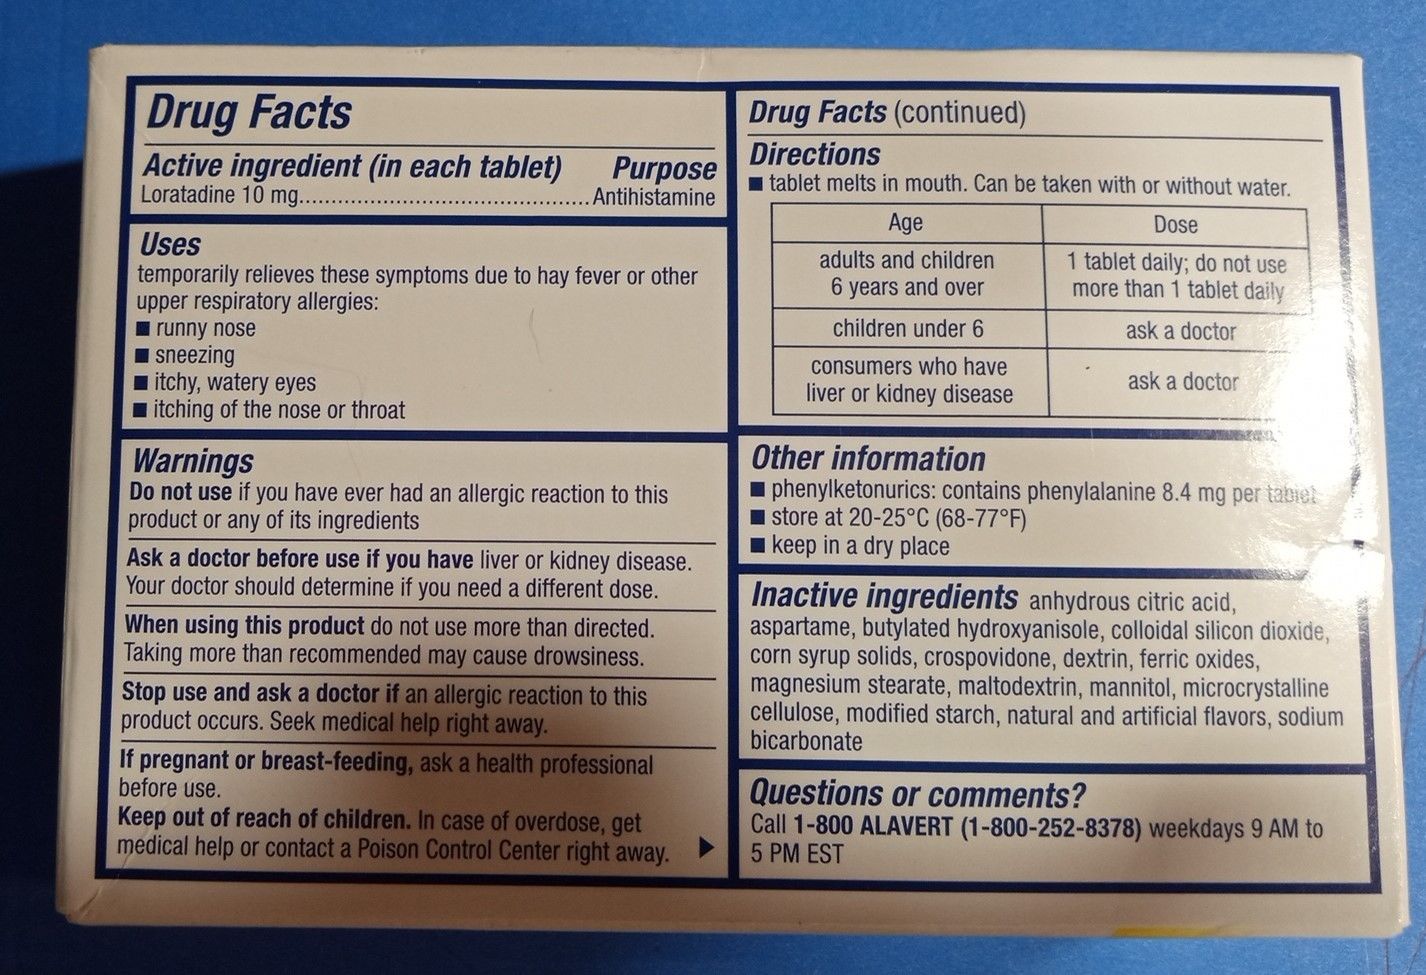 Drug Facts
Active ingredient (in each tablet) Purpose
Loratadine 10 mg............................................. Antihistamine
Uses
temporarily relieves these symptoms due to hay fever or other
upper respiratory allergies:
■ runny nose
■ sneezing
■ itchy, watery eyes
■ itching of the nose or throat
Warnings
Do not use if you have ever had an allergic reaction to this
product or any of its ingredients
Ask a doctor before use if you have liver or kidney disease.
Your doctor should determine if you need a different dose.
When using this product do not use more than directed.
Taking more than recommended may cause drowsiness.
Stop use and ask a doctor if an allergic reaction to this
product occurs. Seek medical help right away.
If pregnant or breast-feeding, ask a health professional
before use.
Keep out of reach of children. In case of overdose, get
medical help or contact a Poison Control Center right away. ▶
Drug Facts (continued)
Directions
■ tablet melts in mouth. Can be taken with or without water.
Age Dose
adults and children 1 tablet daily; do not use
6 years and over more than 1 tablet daily
children under 6 ask a doctor
consumers who have
liver or kidney disease ask a doctor
Other information
■ phenylketonurics: contains phenylalanine 8.4 mg per tablet
■ store at 20-25°C (68-77°F)
■ keep in a dry place
Inactive ingredients anhydrous citric acid,
aspartame, butylated hydroxyanisole, colloidal silicon dioxide,
corn syrup solids, crospovidone, dextrin, ferric oxides,
magnesium stearate, maltodextrin, mannitol, microcrystalline
cellulose, modified starch, natural and artificial flavors, sodium
bicarbonate
Questions or comments?
Call 1-800 ALAVERT (1-800-252-8378) weekdays 9 AM to
5 PM EST